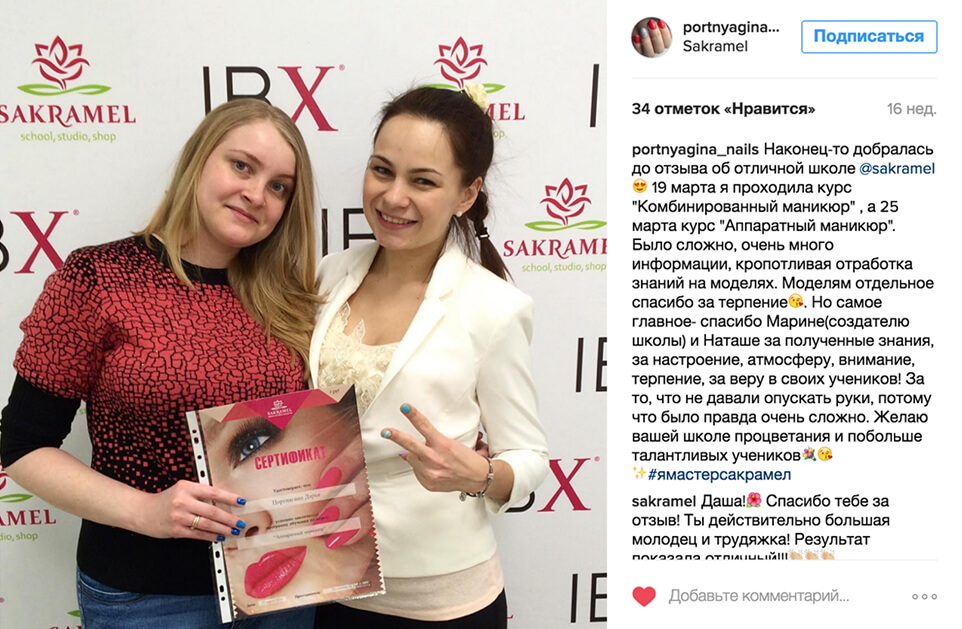 SAKRAMEL
school, studio, shop
IBX
SAKRAMEL
school, studio, shop
IBX
IBX
SAKRAMEL
СЕРТИФИКАТ
Портнягина Дарья
"Аппаратный маникюр"
portnyagina...
Sakramel
Подписаться
34 отметок «Нравится»
16 нед.
portnyagina_nails Наконец-то добралась
до отзыва об отличной школе @sakramel
😍 19 марта я проходила курс
"Комбинированный маникюр" , а 25
марта курс "Аппаратный маникюр".
Было сложно, очень много
информации, кропотливая отработка
знаний на моделях. Моделям отдельное
спасибо за терпение😘. Но самое
главное- спасибо Марине(создателю
школы) и Наташе за полученные знания,
за настроение, атмосферу, внимание,
терпение, за веру в своих учеников! За
то, что не давали опускать руки, потому
что было правда очень сложно. Желаю
вашей школе процветания и побольше
талантливых учеников💐😘
✨#ямастерсакрамел
sakramel Даша!🌺 Спасибо тебе за
отзыв! Ты действительно большая
молодец и трудяжка! Результат
показала отличный!!!👏🏻👏🏻👏🏻
Добавьте комментарий...